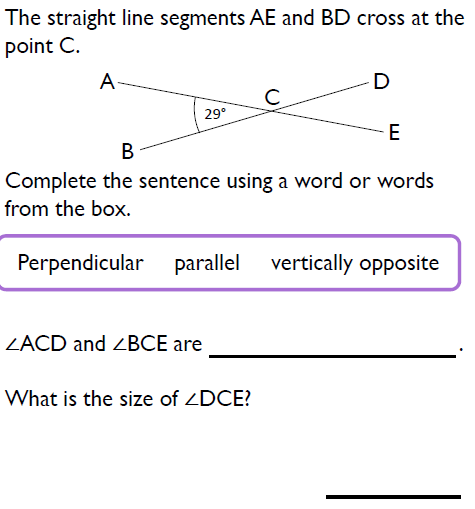 The straight line segments AE and BD cross at the
point C.
A
D
C
29°
E
B
Complete the sentence using a word or words
from the box.
Perpendicular parallel vertically opposite
∠ACD and ∠BCE are ____________________.
What is the size of ∠DCE?